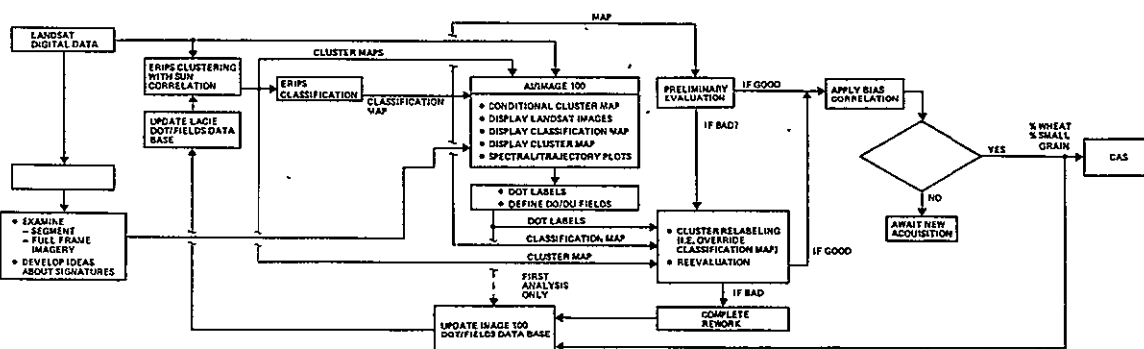 MAP
LANDSAT
DIGITAL DATA
CLUSTER MAPS
ERIPS CLUSTERING
WITH SUN
CORRELATION
ERIPS
CLASSIFICATION
CLASSIFICATION
MAP
UPDATE LACIE
DOT/FIELDS DATA
BASE
AI/IMAGE 100
• CONDITIONAL CLUSTER MAP
• DISPLAY LANDSAT IMAGES
• DISPLAY CLASSIFICATION MAP
• DISPLAY CLUSTER MAP
• SPECTRAL/TRAJECTORY PLOTS
PRELIMINARY
EVALUATION
IF GOOD
IF BAD?
APPLY BIAS
CORRELATION
YES
% WHEAT
% SMALL
GRAIN
CAS
NO
AWAIT NEW
ACQUISITION
• DOT LABELS
• DEFINE DO/DU FIELDS
DOT LABELS
CLASSIFICATION MAP
CLUSTER MAP
• CLUSTER RELABELING
(I.E. OVERRIDE
CLASSIFICATION MAP)
• REEVALUATION
IF GOOD
IF BAD
COMPLETE
REWORK
• EXAMINE
– SEGMENT
– FULL FRAME
IMAGERY
• DEVELOP IDEAS
ABOUT SIGNATURES
FIRST
ANALYSIS
ONLY
UPDATE IMAGE 100
DOT/FIELDS DATA BASE